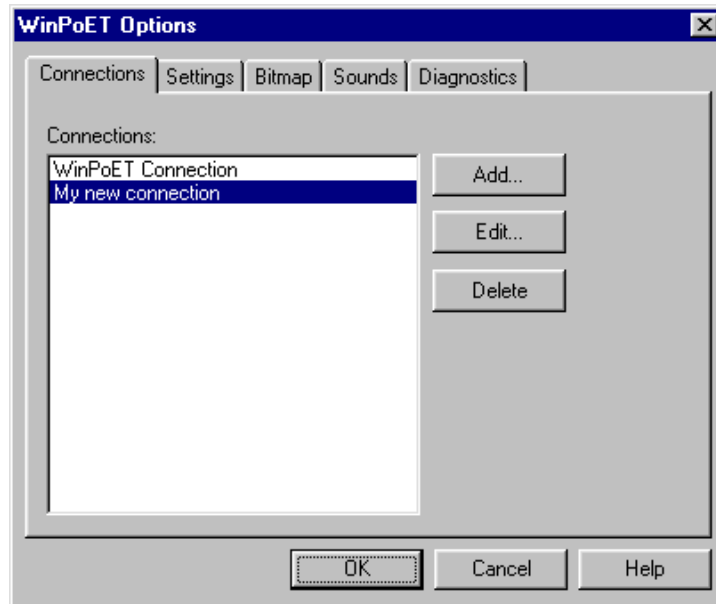 WinPoET Options
Connections Settings Bitmap Sounds Diagnostics
Connections:
WinPoET Connection
My new connection
Add...
Edit...
Delete
OK Cancel Help